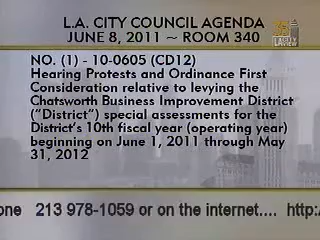 L.A. CITY COUNCIL AGENDA
JUNE 8, 2011 ~ ROOM 340
NO. (1) - 10-0605 (CD12)
Hearing Protests and Ordinance First
Consideration relative to levying the
Chatsworth Business Improvement District
("District") special assessments for the
District's 10th fiscal year (operating year)
beginning on June 1, 2011 through May
31, 2012
one 213 978-1059 or on the internet.... http:/